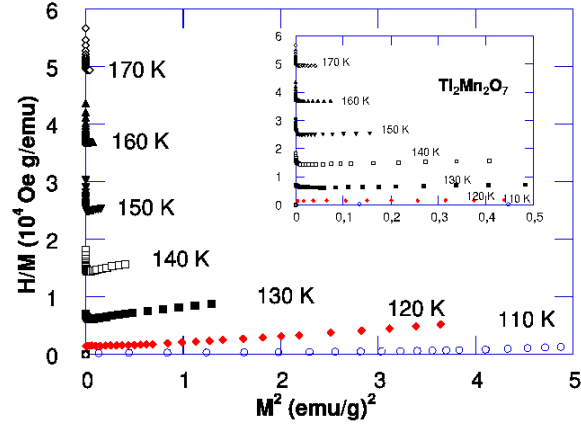 6
5
4
3
2
1
0
H/M (10⁴ Oe g/emu)
170 K
160 K
150 K
140 K
130 K
120 K
110 K
0 1 2 3 4 5
M² (emu/g)²
6
5
4
3
2
1
0
170 K
Tl₂Mn₂O₇
160 K
150 K
140 K
130 K
120 K 110 K
0 0,1 0,2 0,3 0,4 0,5